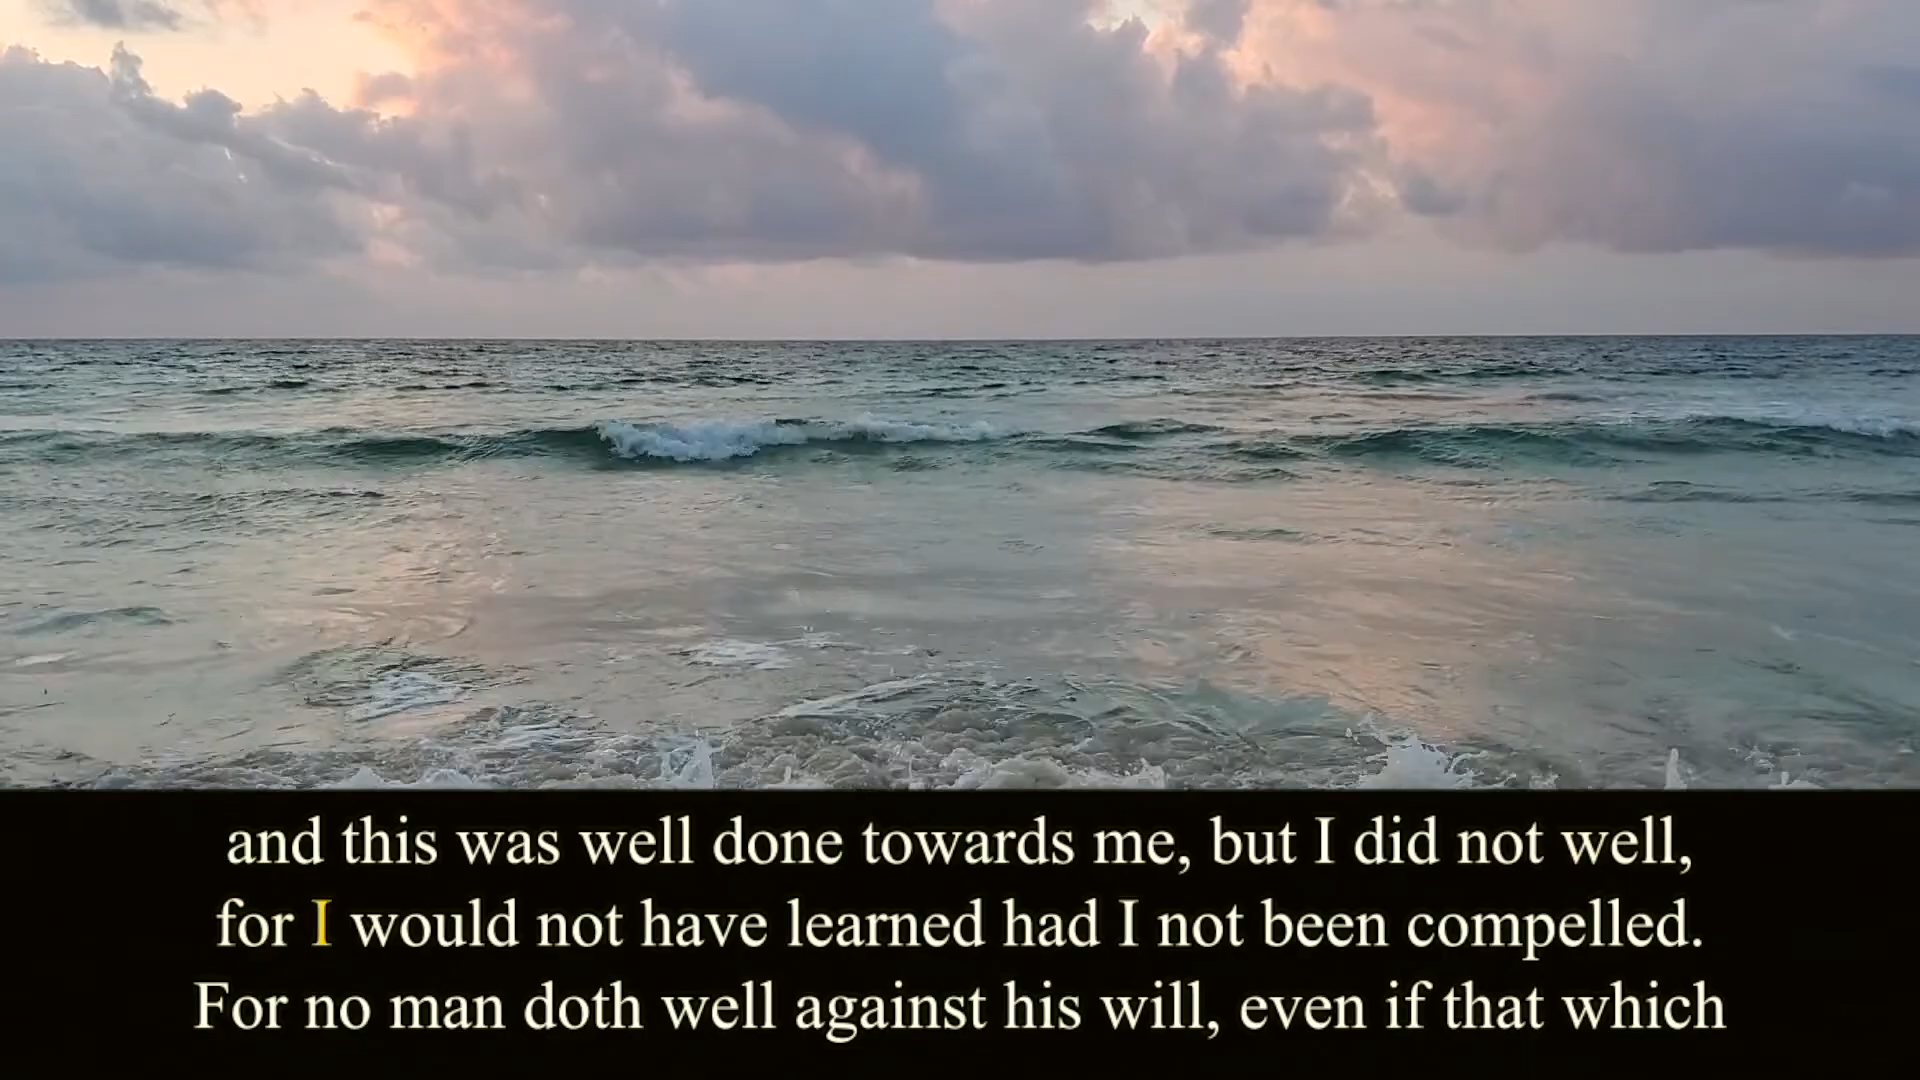 and this was well done towards me, but I did not well,
for I would not have learned had I not been compelled.
For no man doth well against his will, even if that which